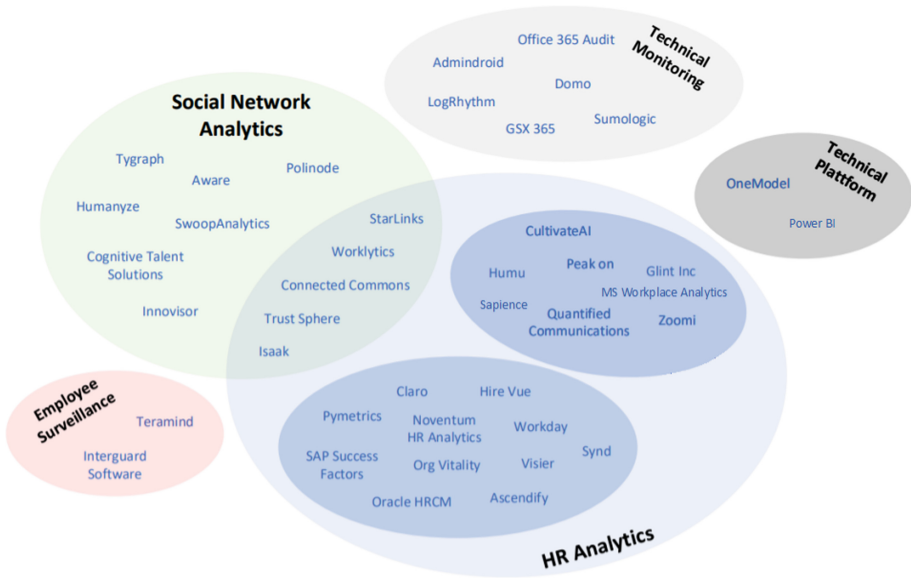 Office 365 Audit
Technical
Monitoring
Admindroid
Domo
LogRhythm
Sumologic
GSX 365
Social Network
Analytics
Tygraph
Polinode
Aware
Humanyze
SwoopAnalytics
StarLinks
Worklytics
Cognitive Talent
Solutions
Connected Commons
Innovisor
Trust Sphere
Isaak
Technical
Plattform
OneModel
Power BI
CultivateAI
Peak on
Humu
Glint Inc
MS Workplace Analytics
Sapience
Quantified
Communications
Zoomi
Employee
Surveillance
Teramind
Interguard
Software
Claro
Hire Vue
Pymetrics
Noventum
HR Analytics
Workday
Synd
SAP Success
Factors
Org Vitality
Visier
Oracle HRCM
Ascendify
HR Analytics